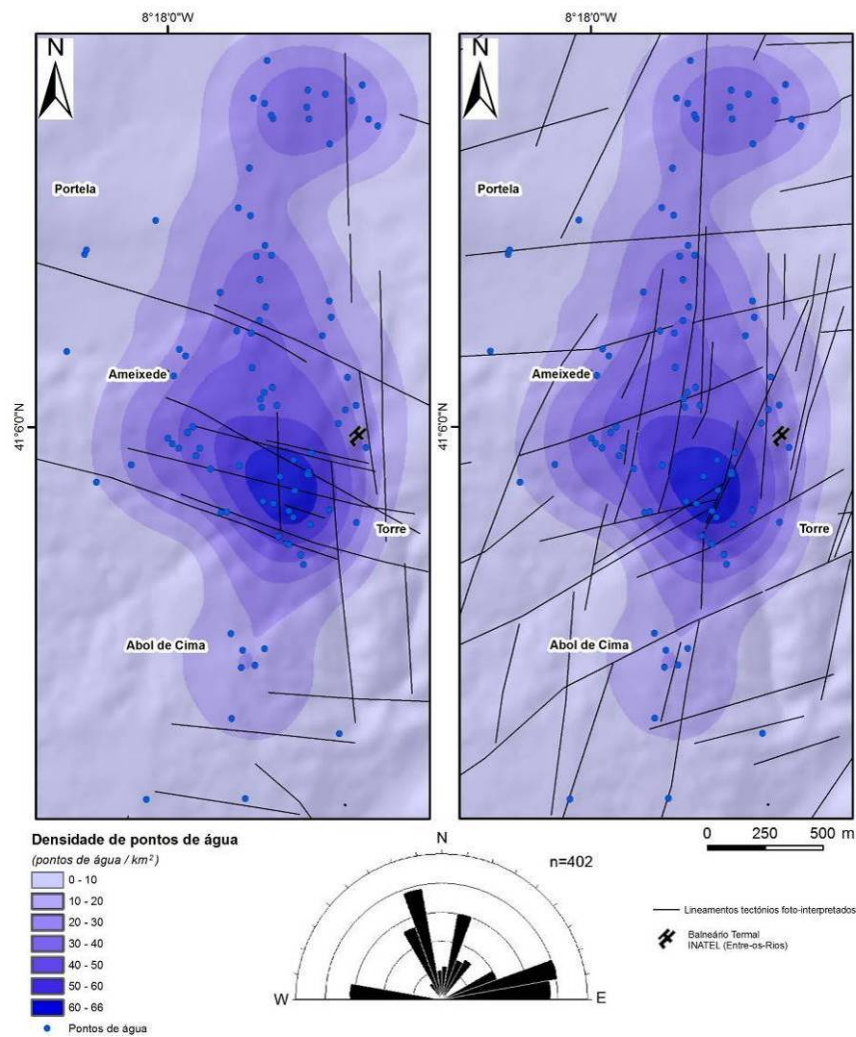 8°18'0"W
8°18'0"W
N
N
Portela
Portela
Ameixede
Ameixede
41°6'0"N
41°6'0"N
Torre
Torre
Abol de Cima
Abol de Cima
Densidade de pontos de água
(pontos de água / km²)
0 - 10
10 - 20
20 - 30
30 - 40
40 - 50
50 - 60
60 - 66
Pontos de água
N
n=402
W
E
0 250 500 m
Lineamentos tectónios foto-interpretados
Balneário Termal
INATEL (Entre-os-Rios)